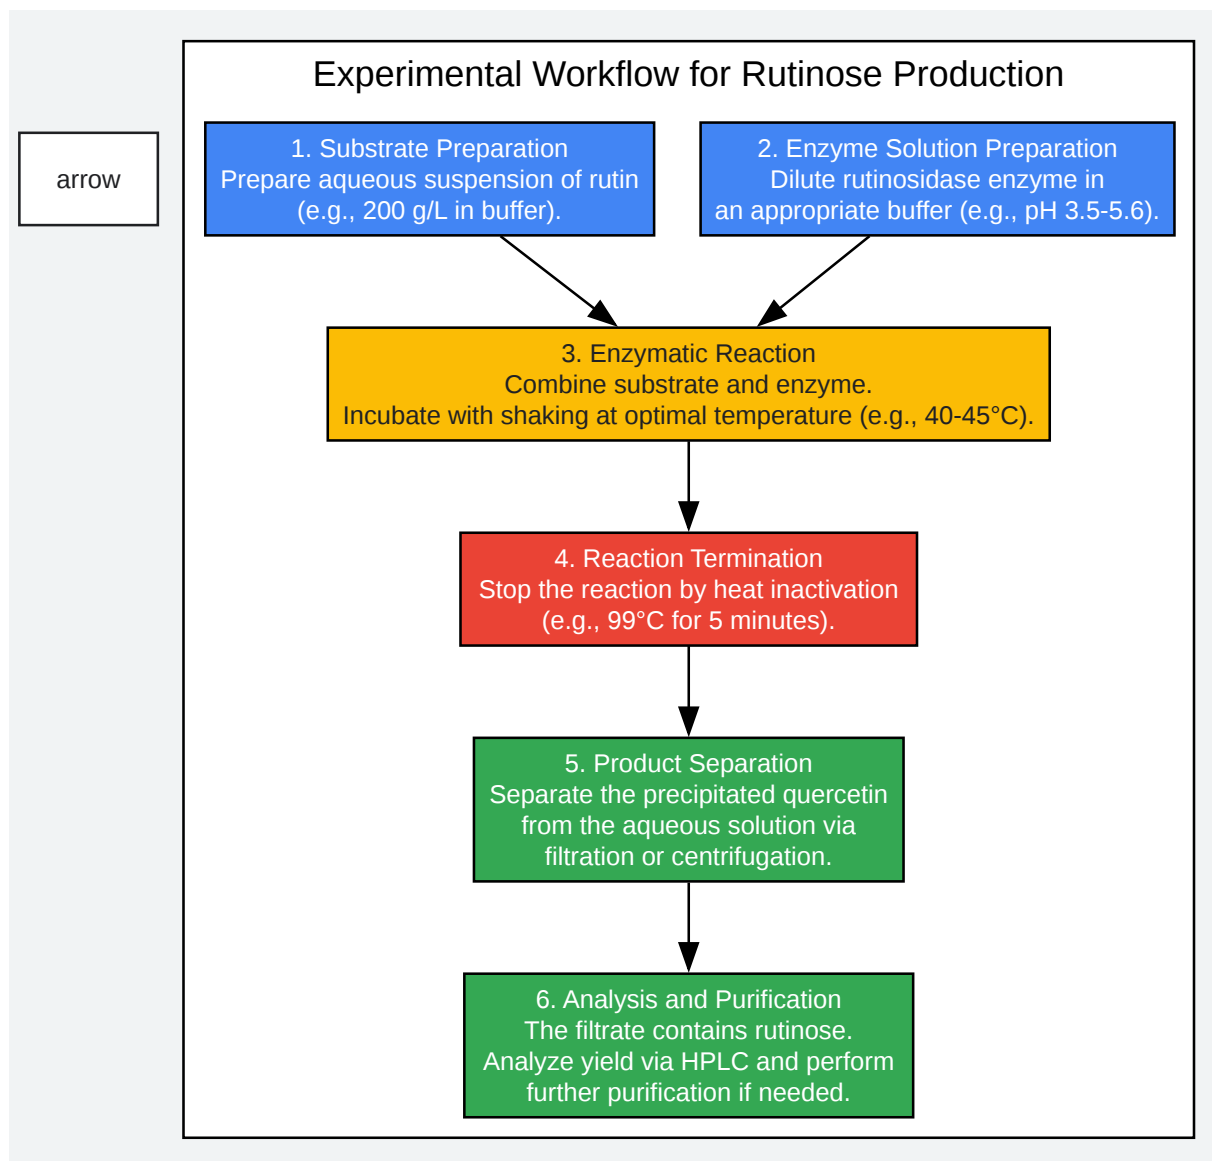 Experimental Workflow for Rutinose Production
arrow
1. Substrate Preparation
Prepare aqueous suspension of rutin
(e.g., 200 g/L in buffer).
2. Enzyme Solution Preparation
Dilute rutinosidase enzyme in
an appropriate buffer (e.g., pH 3.5-5.6).
3. Enzymatic Reaction
Combine substrate and enzyme.
Incubate with shaking at optimal temperature (e.g., 40-45°C).
4. Reaction Termination
Stop the reaction by heat inactivation
(e.g., 99°C for 5 minutes).
5. Product Separation
Separate the precipitated quercetin
from the aqueous solution via
filtration or centrifugation.
6. Analysis and Purification
The filtrate contains rutinose.
Analyze yield via HPLC and perform
further purification if needed.